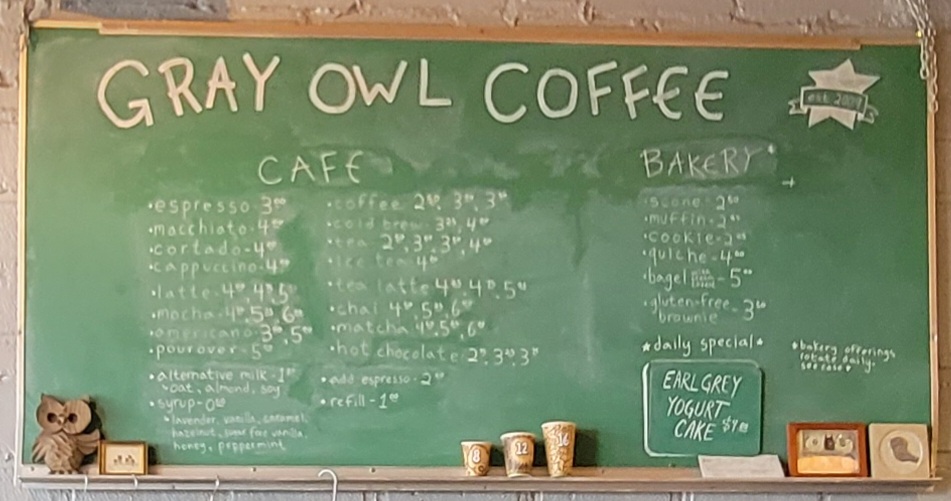 GRAY OWL COFFEE
est. 2009
CAFE
•espresso 3
•macchiato-4
•cortado-4
•cappuccino-4
•latte-4, 4, 5
•mocha-4, 5, 6
•americano 3, 5
•pourover-5
•alternative milk-1
oat, almond, soy
•syrup-0
•lavender, vanilla, caramel,
hazelnut, sugar free vanilla,
honey, peppermint
•coffee 2, 3, 3
•cold brew-3, 4
•tea 2, 3, 3, 4
•ice tea-4
•tea latte 4, 4, 5
•chai 4, 5, 6
•matcha 4, 5, 6
•hot chocolate-2, 3, 3
•add espresso-2
•refill-1
BAKERY*
•scone-2
•muffin-2
•cookie-2
•quiche-4
•bagel with cream cheese-5
•gluten-free brownie-3
★daily special★
EARL GREY
YOGURT
CAKE $4
*bakery offerings
rotate daily.
see case
8
12
16